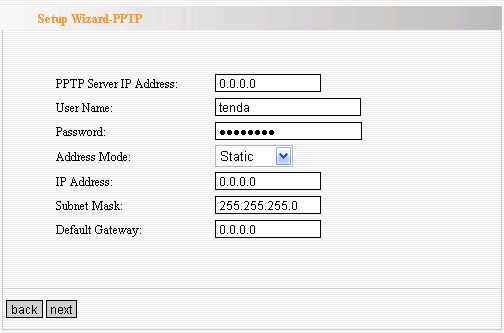 Setup Wizard-PPTP
PPTP Server IP Address: 0.0.0.0
User Name: tenda
Password: ●●●●●●●●
Address Mode: Static
IP Address: 0.0.0.0
Subnet Mask: 255.255.255.0
Default Gateway: 0.0.0.0
back next